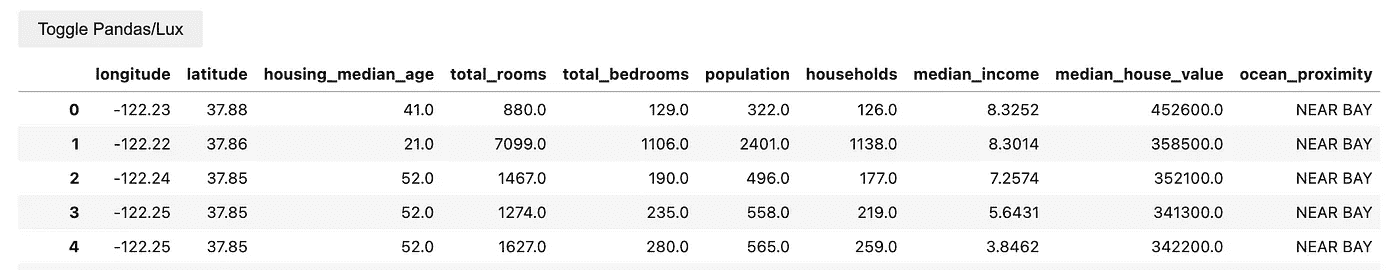 Toggle Pandas/Lux
longitude latitude housing_median_age total_rooms total_bedrooms population households median_income median_house_value ocean_proximity
0 -122.23 37.88 41.0 880.0 129.0 322.0 126.0 8.3252 452600.0 NEAR BAY
1 -122.22 37.86 21.0 7099.0 1106.0 2401.0 1138.0 8.3014 358500.0 NEAR BAY
2 -122.24 37.85 52.0 1467.0 190.0 496.0 177.0 7.2574 352100.0 NEAR BAY
3 -122.25 37.85 52.0 1274.0 235.0 558.0 219.0 5.6431 341300.0 NEAR BAY
4 -122.25 37.85 52.0 1627.0 280.0 565.0 259.0 3.8462 342200.0 NEAR BAY